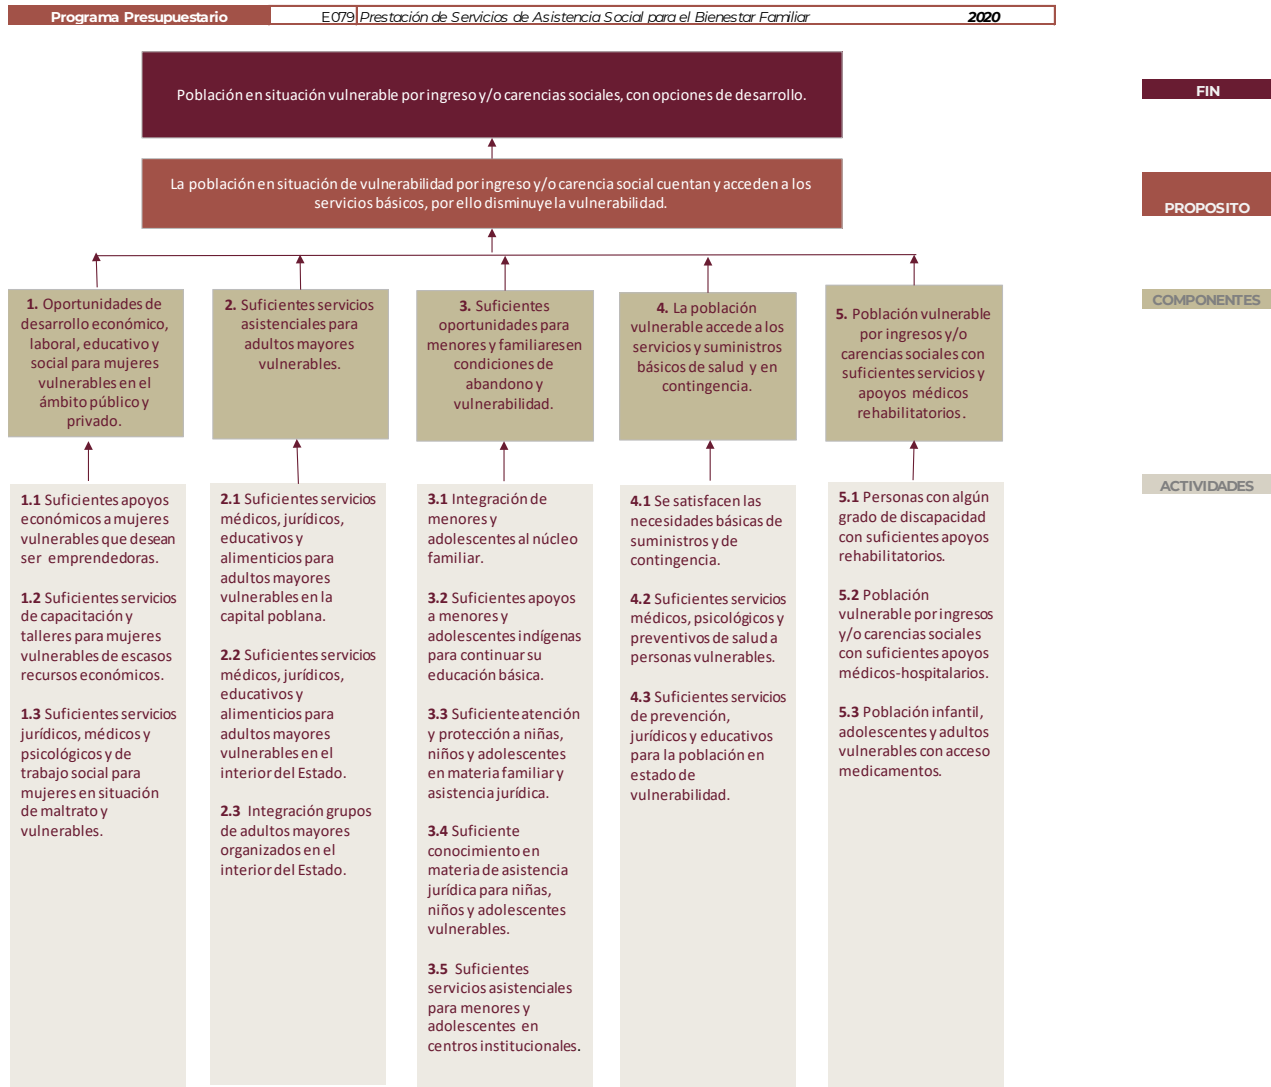 Programa Presupuestario E079 Prestación de Servicios de Asistencia Social para el Bienestar Familiar 2020
Población en situación vulnerable por ingreso y/o carencias sociales, con opciones de desarrollo.
FIN
La población en situación de vulnerabilidad por ingreso y/o carencia social cuentan y acceden a los
servicios básicos, por ello disminuye la vulnerabilidad.
PROPOSITO
1. Oportunidades de
desarrollo económico,
laboral, educativo y
social para mujeres
vulnerables en el
ámbito público y
privado.
2. Suficientes servicios
asistenciales para
adultos mayores
vulnerables.
3. Suficientes
oportunidades para
menores y familiares en
condiciones de
abandono y
vulnerabilidad.
4. La población
vulnerable accede a los
servicios y suministros
básicos de salud y en
contingencia.
5. Población vulnerable
por ingresos y/o
carencias sociales con
suficientes servicios y
apoyos médicos
rehabilitatorios.
COMPONENTES
1.1 Suficientes apoyos
económicos a mujeres
vulnerables que desean
ser emprendedoras.
1.2 Suficientes servicios
de capacitación y
talleres para mujeres
vulnerables de escasos
recursos económicos.
1.3 Suficientes servicios
jurídicos, médicos y
psicológicos y de
trabajo social para
mujeres en situación
de maltrato y
vulnerables.
2.1 Suficientes servicios
médicos, jurídicos,
educativos y
alimenticios para
adultos mayores
vulnerables en la
capital poblana.
2.2 Suficientes servicios
médicos, jurídicos,
educativos y
alimenticios para
adultos mayores
vulnerables en el
interior del Estado.
2.3 Integración grupos
de adultos mayores
organizados en el
interior del Estado.
3.1 Integración de
menores y
adolescentes al núcleo
familiar.
3.2 Suficientes apoyos
a menores y
adolescentes indígenas
para continuar su
educación básica.
3.3 Suficiente atención
y protección a niñas,
niños y adolescentes
en materia familiar y
asistencia jurídica.
3.4 Suficiente
conocimiento en
materia de asistencia
jurídica para niñas,
niños y adolescentes
vulnerables.
3.5 Suficientes
servicios asistenciales
para menores y
adolescentes en
centros institucionales.
4.1 Se satisfacen las
necesidades básicas de
suministros y de
contingencia.
4.2 Suficientes servicios
médicos, psicológicos y
preventivos de salud a
personas vulnerables.
4.3 Suficientes servicios
de prevención,
jurídicos y educativos
para la población en
estado de
vulnerabilidad.
5.1 Personas con algún
grado de discapacidad
con suficientes apoyos
rehabilitatorios.
5.2 Población
vulnerable por ingresos
y/o carencias sociales
con suficientes apoyos
médicos-hospitalarios.
5.3 Población infantil,
adolescentes y adultos
vulnerables con acceso
medicamentos.
ACTIVIDADES